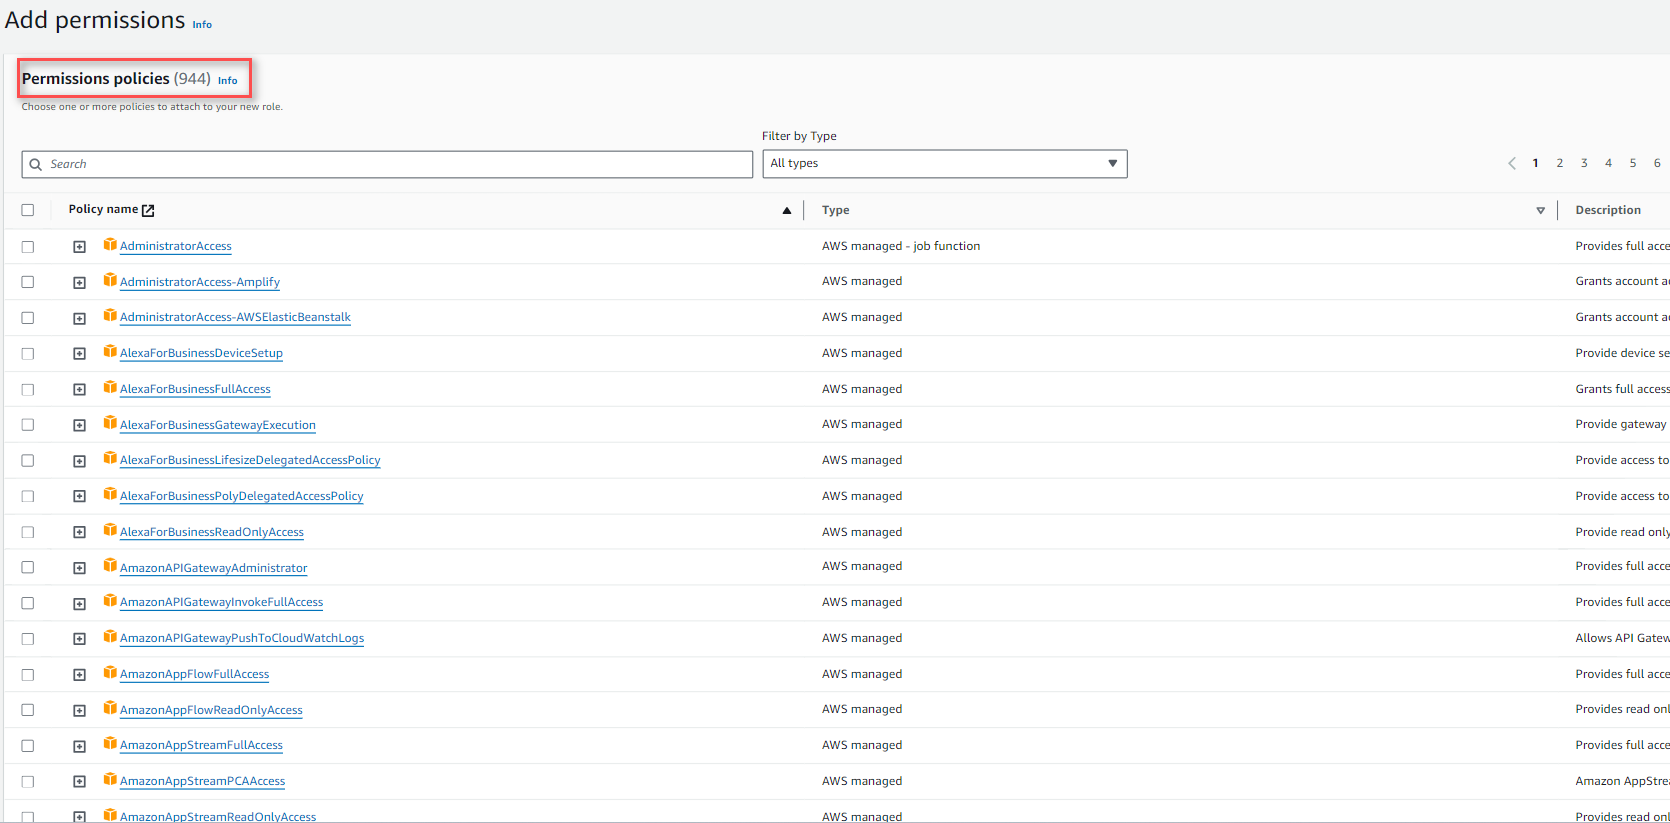 Add permissions Info
Permissions policies (944) Info
Choose one or more policies to attach to your new role.
Filter by Type
Search
All types
1 2 3 4 5 6
Policy name Type Description
AdministratorAccess AWS managed - job function Provides full acce
AdministratorAccess-Amplify AWS managed Grants account a
AdministratorAccess-AWSElasticBeanstalk AWS managed Grants account a
AlexaForBusinessDeviceSetup AWS managed Provide device se
AlexaForBusinessFullAccess AWS managed Grants full access
AlexaForBusinessGatewayExecution AWS managed Provide gateway
AlexaForBusinessLifesizeDelegatedAccessPolicy AWS managed Provide access to
AlexaForBusinessPolyDelegatedAccessPolicy AWS managed Provide access to
AlexaForBusinessReadOnlyAccess AWS managed Provide read only
AmazonAPIGatewayAdministrator AWS managed Provides full acce
AmazonAPIGatewayInvokeFullAccess AWS managed Provides full acce
AmazonAPIGatewayPushToCloudWatchLogs AWS managed Allows API Gatew
AmazonAppFlowFullAccess AWS managed Provides full acce
AmazonAppFlowReadOnlyAccess AWS managed Provides read onl
AmazonAppStreamFullAccess AWS managed Provides full acce
AmazonAppStreamPCAAccess AWS managed Amazon AppStrea
AmazonAppStreamReadOnlyAccess AWS managed Provides read onl